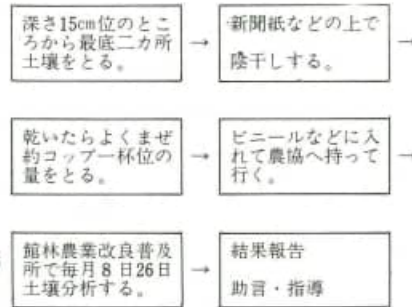 深さ15cm位のとこ
ろから最底二カ所
土壌をとる。
→
新聞紙などの上で
陰干しする。
→
乾いたらよくまぜ
約コップ一杯位の
量をとる。
→
ビニールなどに入
れて農協へ持って
行く。
→
館林農業改良普及
所で毎月8日26日
土壌分析する。
→
結果報告
助言・指導